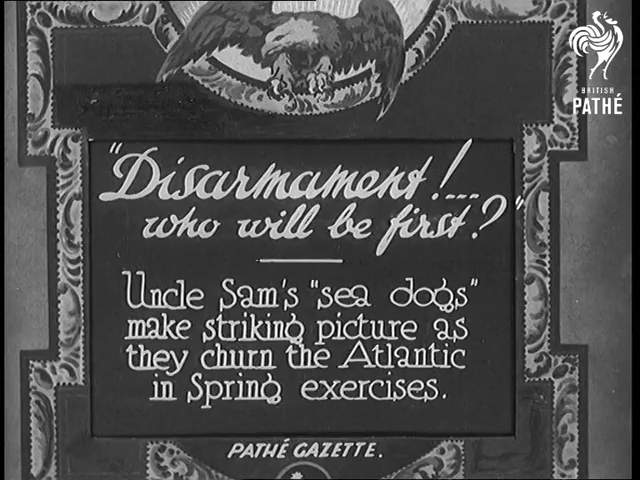 BRITISH
PATHÉ
"Disarmament!...
who will be first?"
Uncle Sam's "sea dogs"
make striking picture as
they churn the Atlantic
in Spring exercises.
PATHÉ GAZETTE.